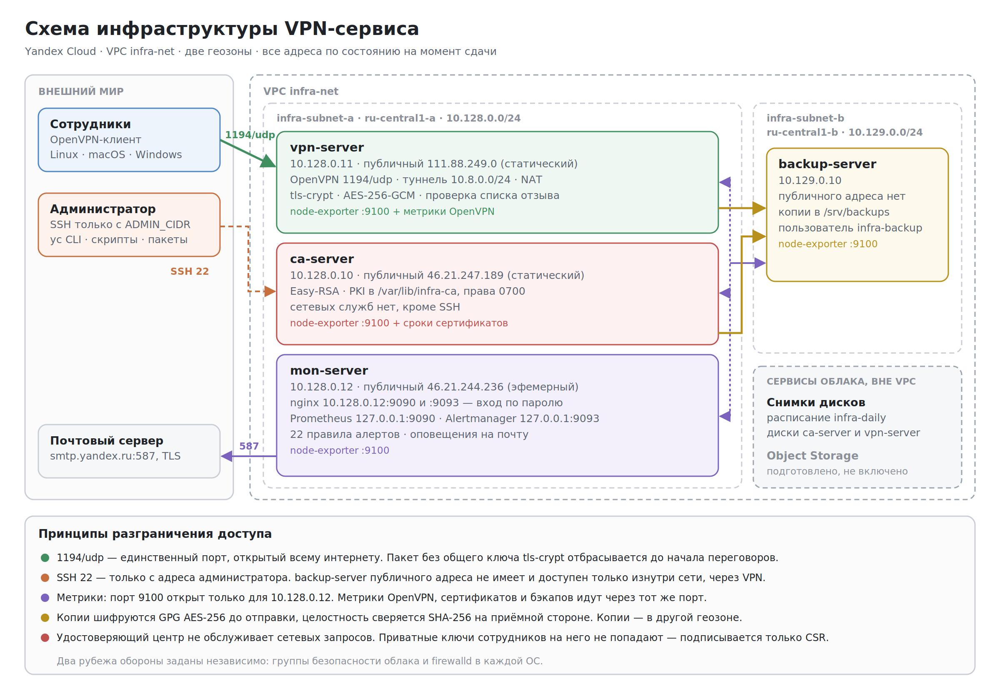 Схема инфраструктуры VPN-сервиса
Yandex Cloud · VPC infra-net · две геозоны · все адреса по состоянию на момент сдачи
ВНЕШНИЙ МИР
Сотрудники
OpenVPN-клиент
Linux · macOS · Windows
1194/udp
Администратор
SSH только с ADMIN_CIDR
yc CLI · скрипты · пакеты
SSH 22
Почтовый сервер
smtp.yandex.ru:587, TLS
587
VPC infra-net
infra-subnet-a · ru-central1-a · 10.128.0.0/24
vpn-server
10.128.0.11 · публичный 111.88.249.0 (статический)
OpenVPN 1194/udp · туннель 10.8.0.0/24 · NAT
tls-crypt · AES-256-GCM · проверка списка отзыва
node-exporter :9100 + метрики OpenVPN
ca-server
10.128.0.10 · публичный 46.21.247.189 (статический)
Easy-RSA · PKI в /var/lib/infra-ca, права 0700
сетевых служб нет, кроме SSH
node-exporter :9100 + сроки сертификатов
mon-server
10.128.0.12 · публичный 46.21.244.236 (эфемерный)
nginx 10.128.0.12:9090 и :9093 — вход по паролю
Prometheus 127.0.0.1:9090 · Alertmanager 127.0.0.1:9093
22 правила алертов · оповещения на почту
node-exporter :9100
infra-subnet-b
ru-central1-b · 10.129.0.0/24
backup-server
10.129.0.10
публичного адреса нет
копии в /srv/backups
пользователь infra-backup
node-exporter :9100
СЕРВИСЫ ОБЛАКА, ВНЕ VPC
Снимки дисков
расписание infra-daily
диски ca-server и vpn-server
Object Storage
подготовлено, не включено
Принципы разграничения доступа
1194/udp — единственный порт, открытый всему интернету. Пакет без общего ключа tls-crypt отбрасывается до начала переговоров.
SSH 22 — только с адреса администратора. backup-server публичного адреса не имеет и доступен только изнутри сети, через VPN.
Метрики: порт 9100 открыт только для 10.128.0.12. Метрики OpenVPN, сертификатов и бэкапов идут через тот же порт.
Копии шифруются GPG AES-256 до отправки, целостность сверяется SHA-256 на приёмной стороне. Копии — в другой геозоне.
Удостоверяющий центр не обслуживает сетевых запросов. Приватные ключи сотрудников на него не попадают — подписывается только CSR.
Два рубежа обороны заданы независимо: группы безопасности облака и firewalld в каждой ОС.